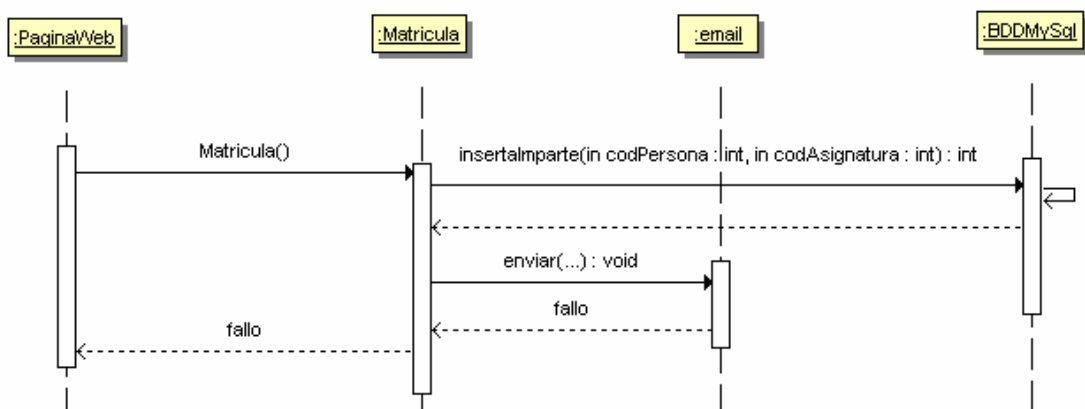 :PaginaWeb
:Matricula
:email
:BDDMySql
Matricula()
insertaImparte(in codPersona : int, in codAsignatura : int) : int
enviar(...) : void
fallo
fallo